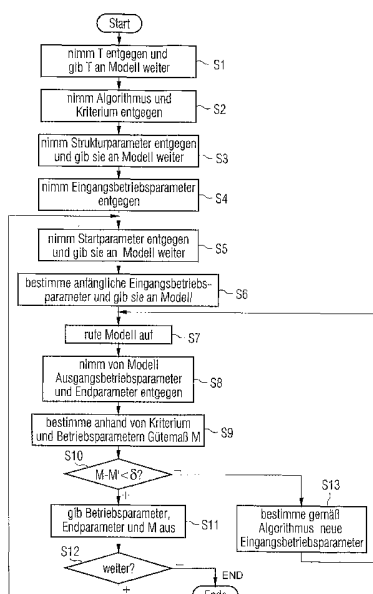 Start
nimm T entgegen und
gib T an Modell weiter
S1
nimm Algorithmus und
Kriterium entgegen
S2
nimm Strukturparameter entgegen
und gib sie an Modell weiter
S3
nimm Eingangsbetriebsparameter
entgegen
S4
nimm Startparameter entgegen
und gib sie an Modell weiter
S5
bestimme anfängliche Eingangsbetriebs-
parameter und gib sie an Modell
S6
rufe Modell auf
S7
nimm von Modell
Ausgangsbetriebsparameter
und Endparameter entgegen
S8
bestimme anhand von Kriterium
und Betriebsparametern Gütemaß M
S9
S10
M-M'<δ?
−
+
S13
bestimme gemäß
Algorithmus neue
Eingangsbetriebsparameter
gib Betriebsparameter,
Endparameter und M aus
S11
S12
weiter?
−
END
+
Ende